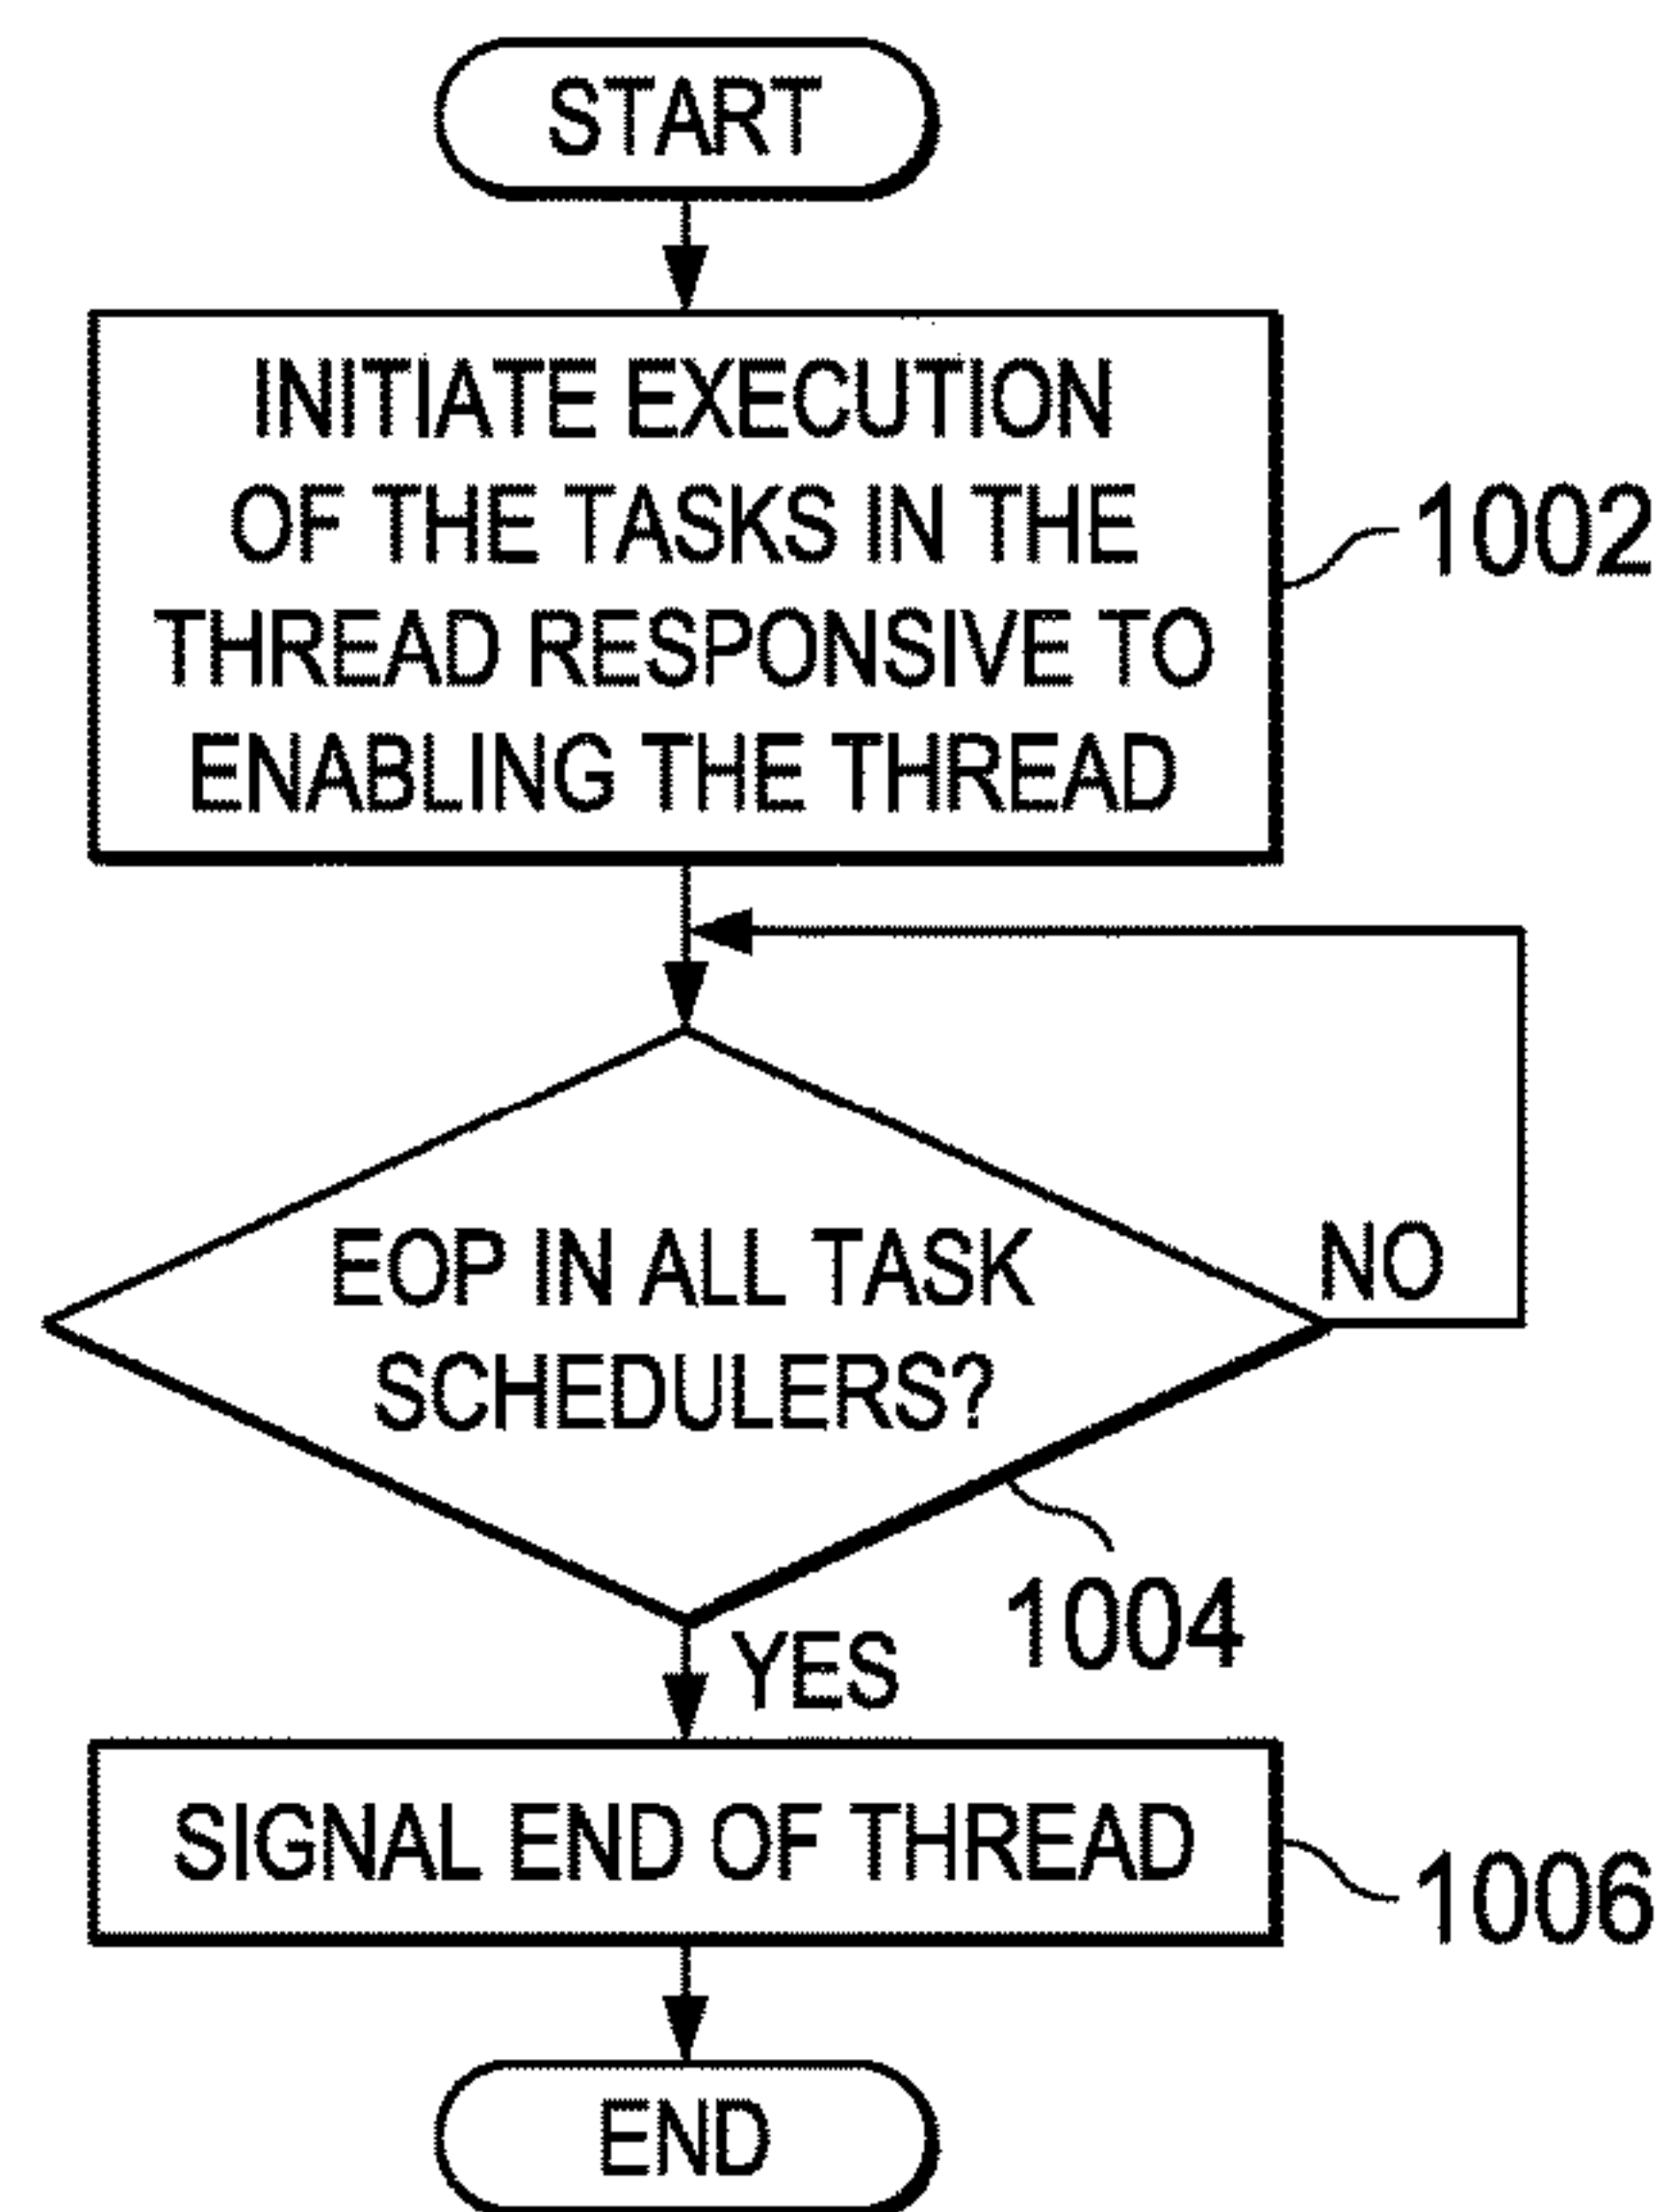 START
INITIATE EXECUTION
OF THE TASKS IN THE
THREAD RESPONSIVE TO
ENABLING THE THREAD
1002
EOP IN ALL TASK
SCHEDULERS?
NO
1004
YES
SIGNAL END OF THREAD
1006
END